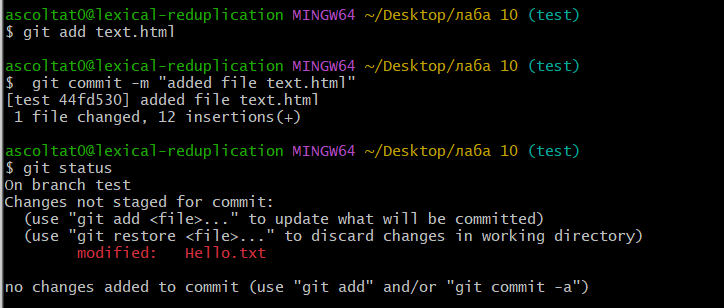 ascoltat0@lexical-reduplication MINGW64 ~/Desktop/лаба 10 (test)
$ git add text.html
ascoltat0@lexical-reduplication MINGW64 ~/Desktop/лаба 10 (test)
$  git commit -m "added file text.html"
[test 44fd530] added file text.html
 1 file changed, 12 insertions(+)
ascoltat0@lexical-reduplication MINGW64 ~/Desktop/лаба 10 (test)
$ git status
On branch test
Changes not staged for commit:
  (use "git add <file>..." to update what will be committed)
  (use "git restore <file>..." to discard changes in working directory)
        modified:   Hello.txt
no changes added to commit (use "git add" and/or "git commit -a")